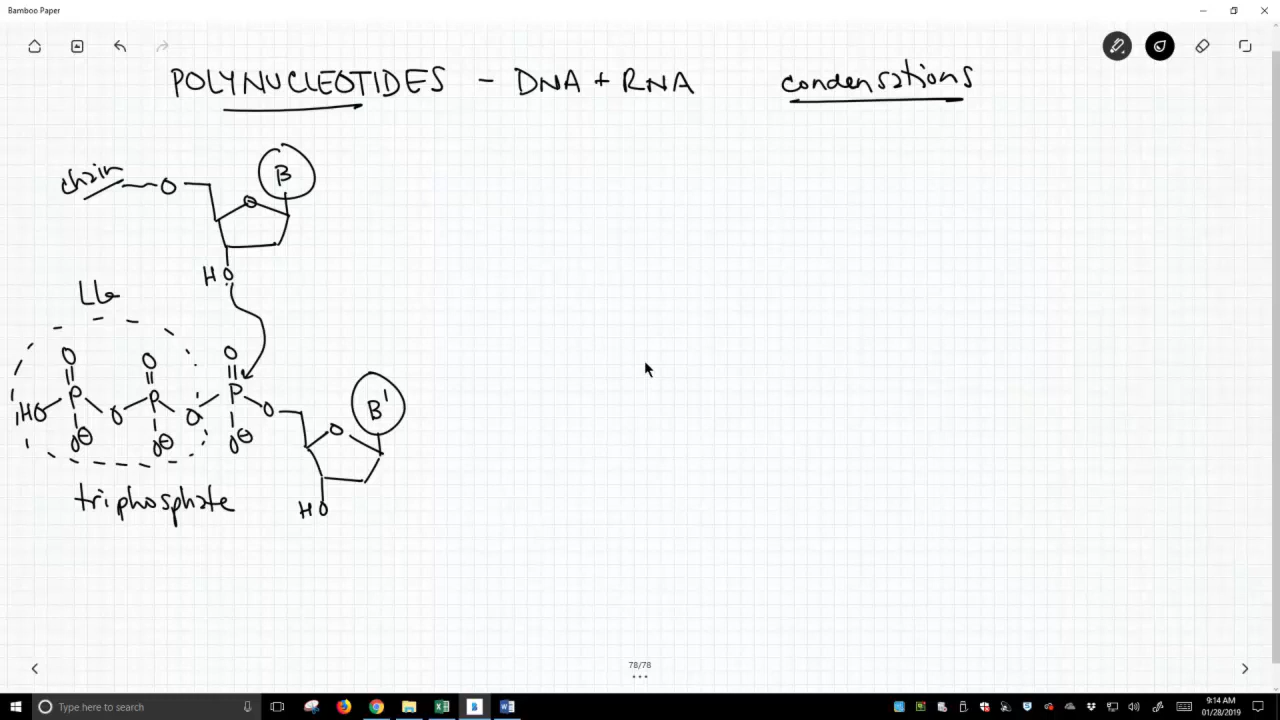 Bamboo Paper
POLYNUCLEOTIDES – DNA + RNA condensations
chain O B
O
HO
LG
O O O
HO P O P O P O B'
O⊖ O⊖ O⊖ O
triphosphate
HO
78/78
Type here to search
9:14 AM
01/28/2019